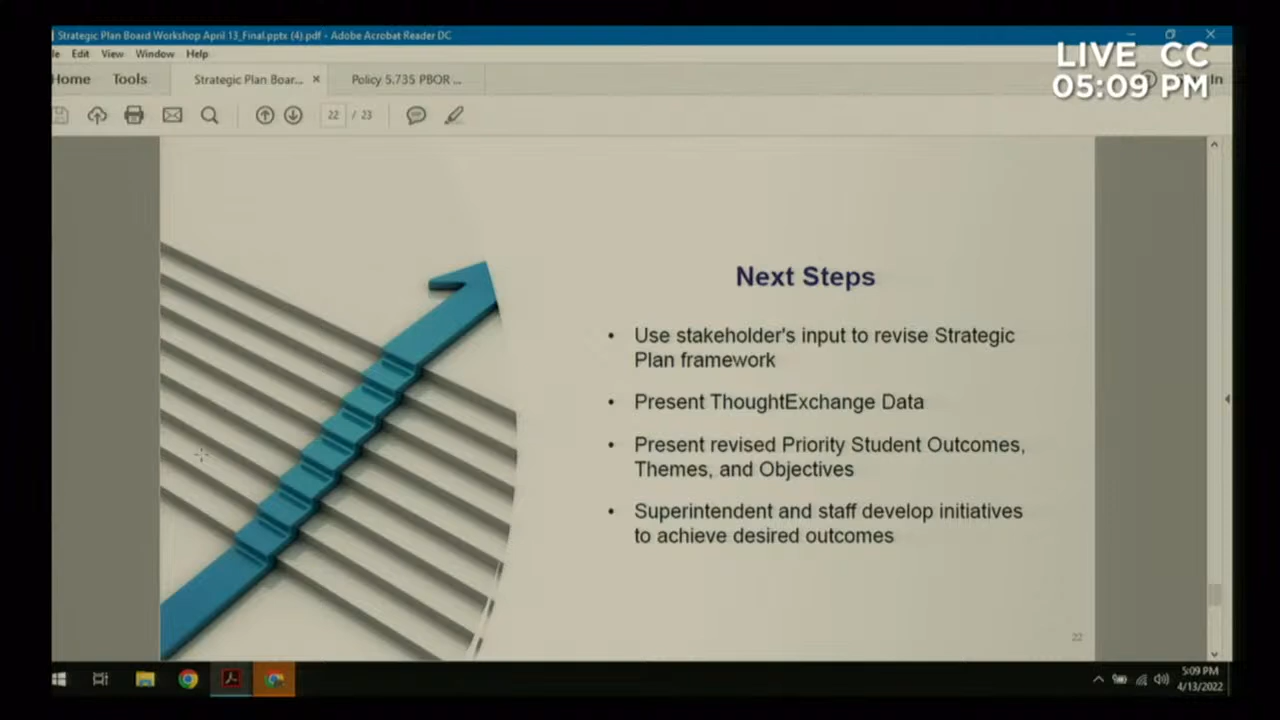 Strategic Plan Board Workshop April 13_Final.pptx (4).pdf - Adobe Acrobat Reader DC
Edit View Window Help
LIVE CC
05:09 PM
Home Tools Strategic Plan Boar... × Policy 5.735 PBOR ... In
22 / 23
Next Steps
• Use stakeholder's input to revise Strategic
Plan framework
• Present ThoughtExchange Data
• Present revised Priority Student Outcomes,
Themes, and Objectives
• Superintendent and staff develop initiatives
to achieve desired outcomes
22
5:09 PM
4/13/2022